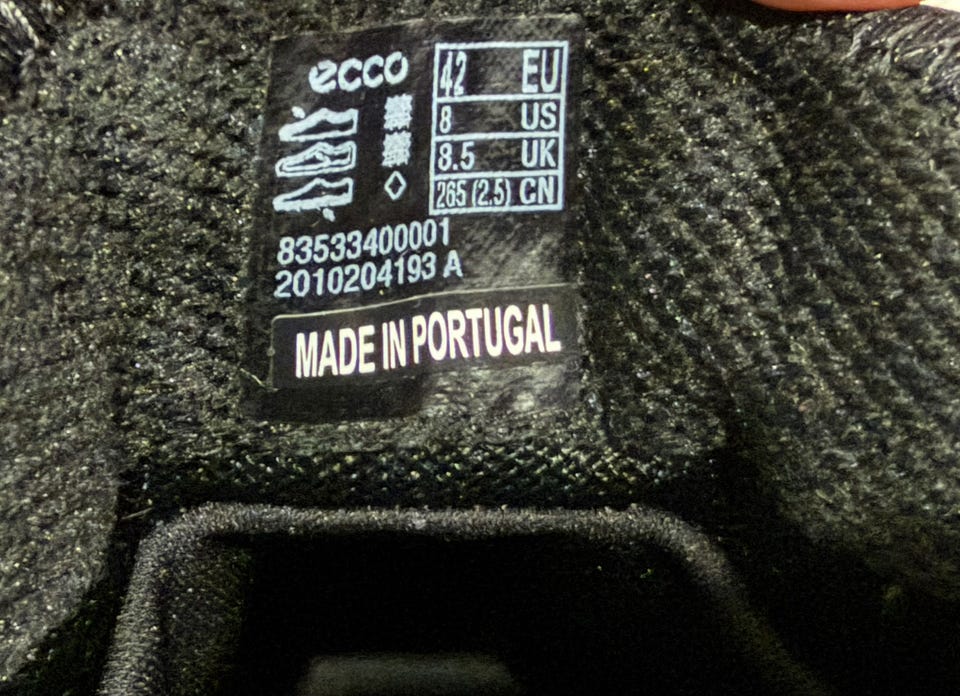 ecco
42 EU
8 US
8.5 UK
265 (2.5) CN
83533400001
2010204193 A
MADE IN PORTUGAL